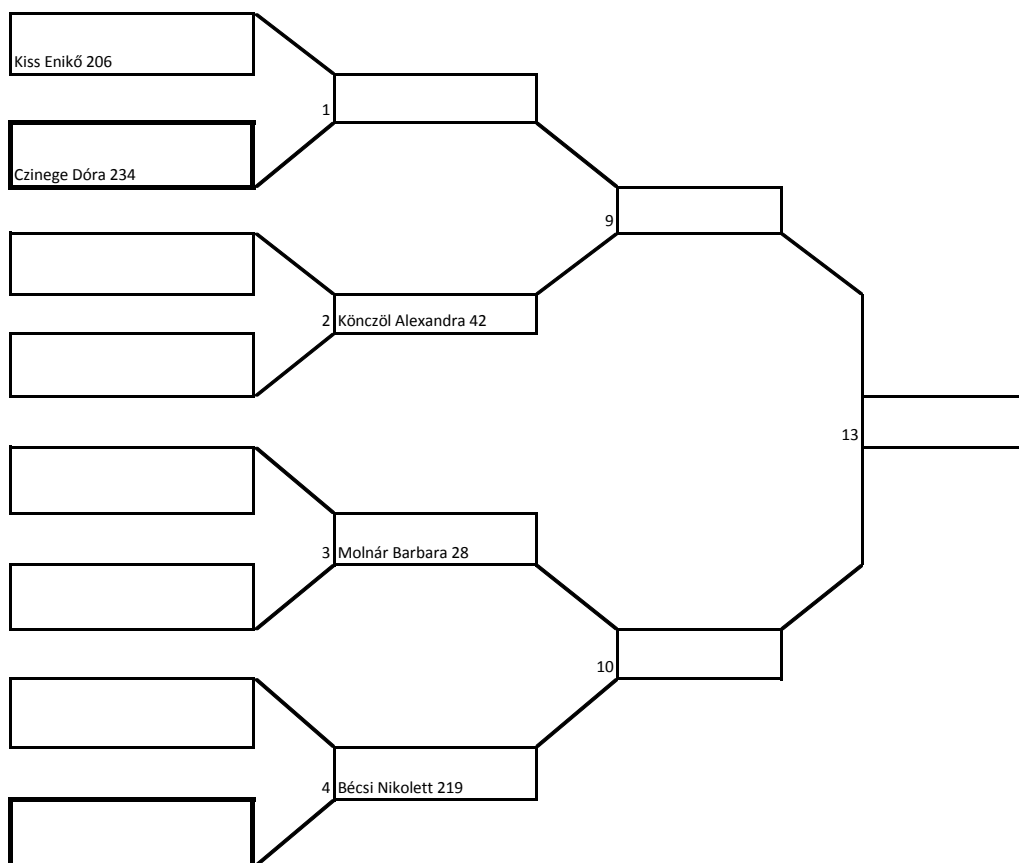 Kiss Enikő 206
1
Czinege Dóra 234
9
2 Könczöl Alexandra 42
13
3 Molnár Barbara 28
10
4 Bécsi Nikolett 219